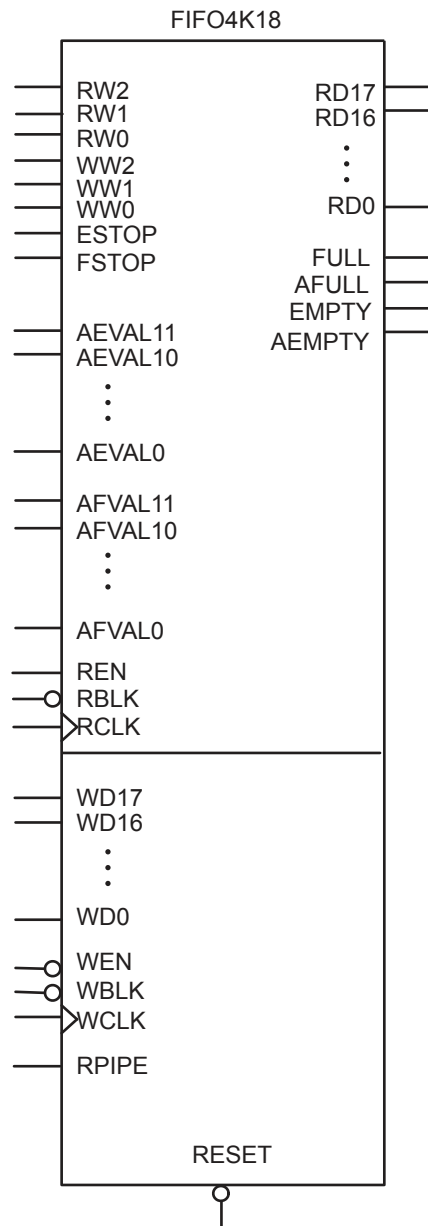 FIFO4K18
RW2
RD17
RW1
RD16
RW0
WW2
WW1
WW0
RD0
ESTOP
FSTOP
FULL
AFULL
EMPTY
AEVAL11
AEMPTY
AEVAL10
AEVAL0
AFVAL11
AFVAL10
AFVAL0
REN
RBLK
RCLK
WD17
WD16
WD0
WEN
WBLK
WCLK
RPIPE
RESET